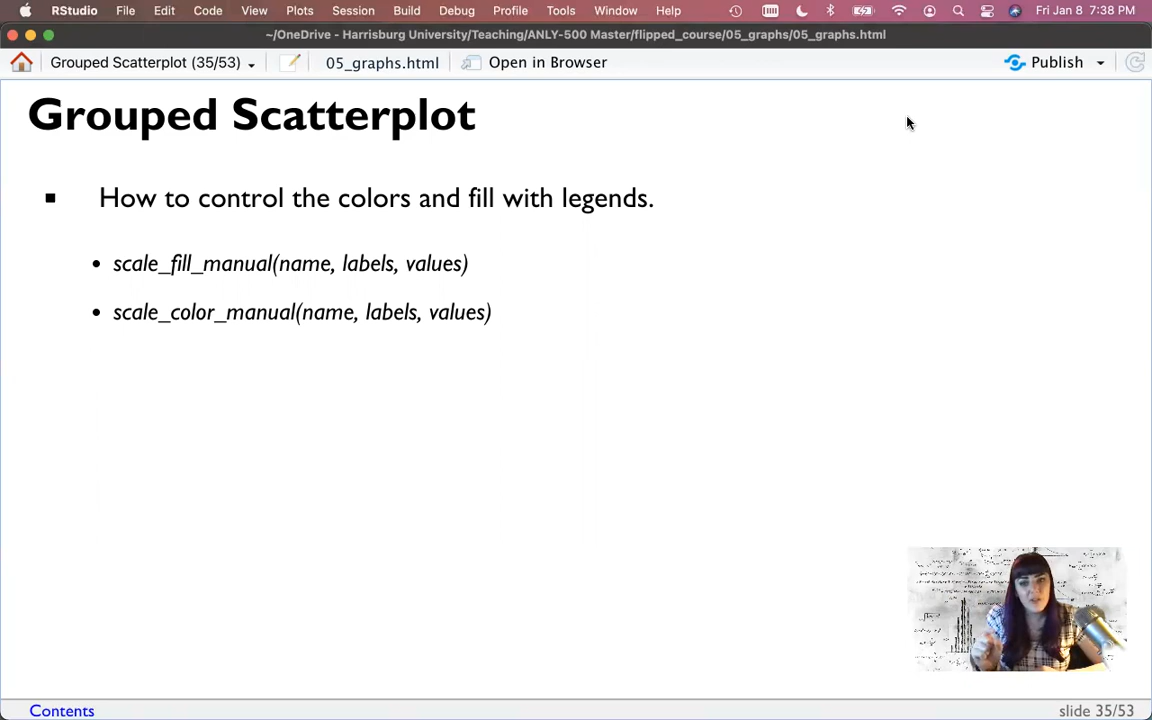 RStudio File Edit Code View Plots Session Build Debug Profile Tools Window Help Fri Jan 8 7:38 PM
~/OneDrive - Harrisburg University/Teaching/ANLY-500 Master/flipped_course/05_graphs/05_graphs.html
Grouped Scatterplot (35/53) 05_graphs.html Open in Browser Publish
Grouped Scatterplot
How to control the colors and fill with legends.
• scale_fill_manual(name, labels, values)
• scale_color_manual(name, labels, values)
Contents slide 35/53